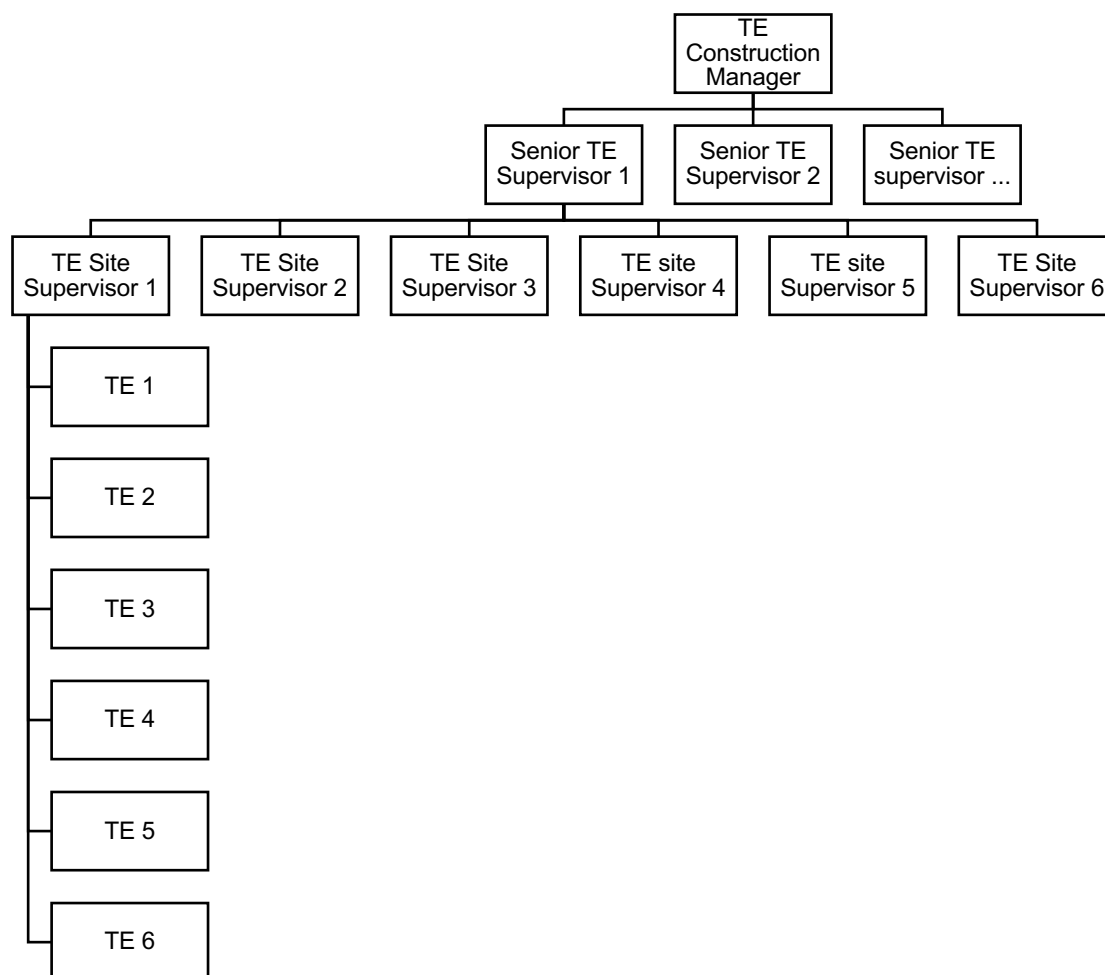 TE
Construction
Manager
Senior TE
Supervisor 1
Senior TE
Supervisor 2
Senior TE
supervisor ...
TE Site
Supervisor 1
TE Site
Supervisor 2
TE Site
Supervisor 3
TE site
Supervisor 4
TE site
Supervisor 5
TE Site
Supervisor 6
TE 1
TE 2
TE 3
TE 4
TE 5
TE 6